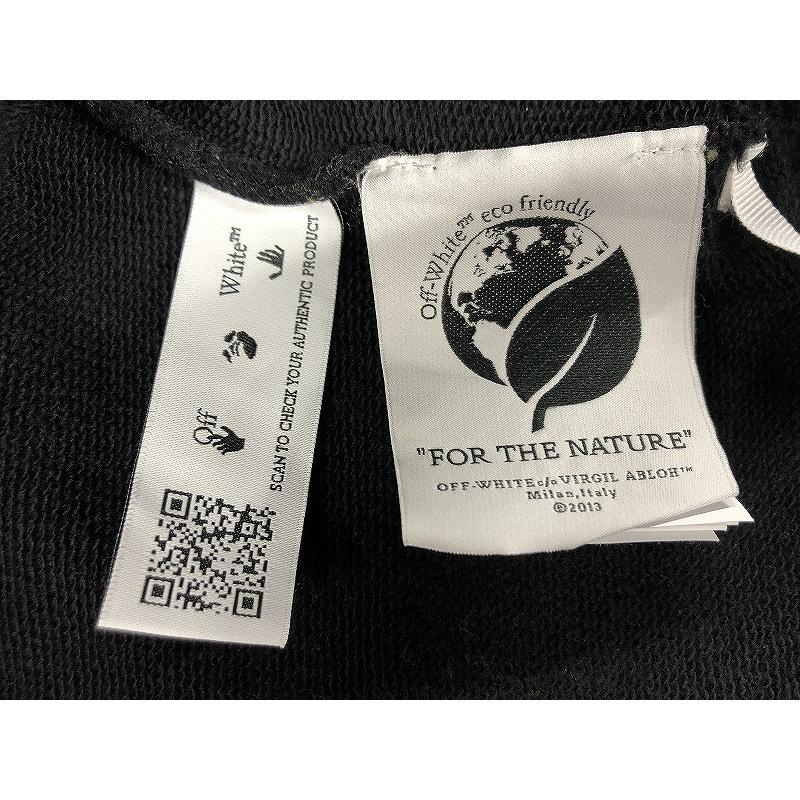 Off White™
SCAN TO CHECK YOUR AUTHENTIC PRODUCT
Off-White™ eco friendly
"FOR THE NATURE"
OFF-WHITE c/o VIRGIL ABLOH™
Milan, Italy
©2013